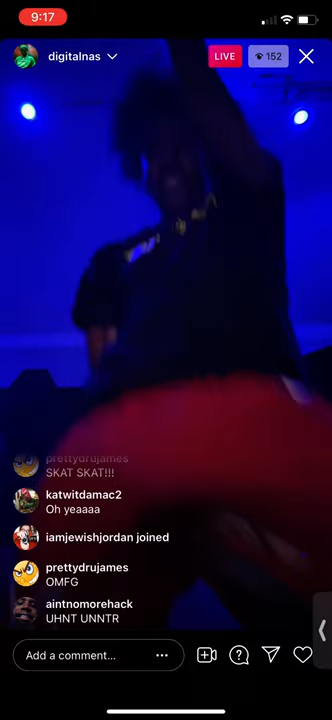 9:17
digitalnas
LIVE
152
prettydrujames
SKAT SKAT!!!
katwitdamac2
Oh yeaaaa
iamjewishjordan joined
prettydrujames
OMFG
aintnomorehack
UHNT UNNTR
Add a comment...